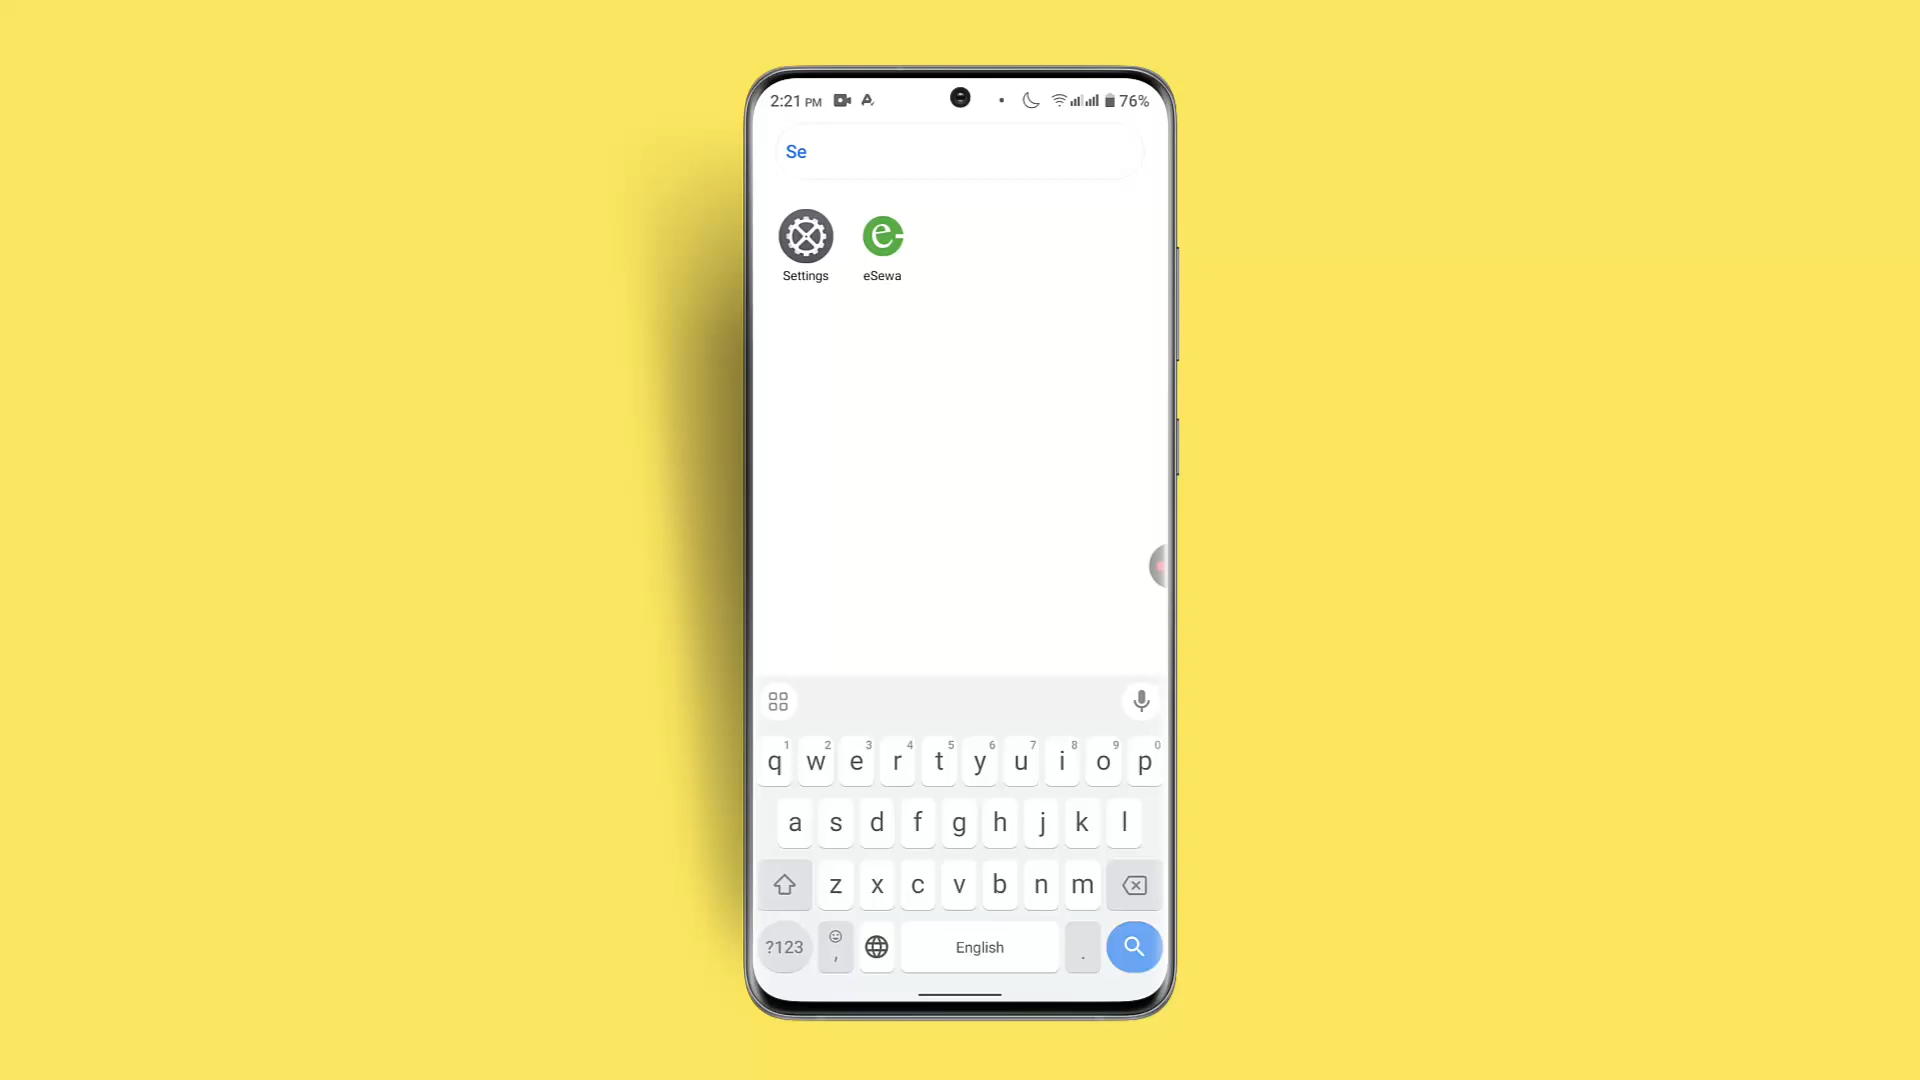 2:21 PM
76%
Se
e
Settings
eSewa
1 2 3 4 5 6 7 8 9 0
q w e r t y u i o p
a s d f g h j k l
z x c v b n m
?123 , English .